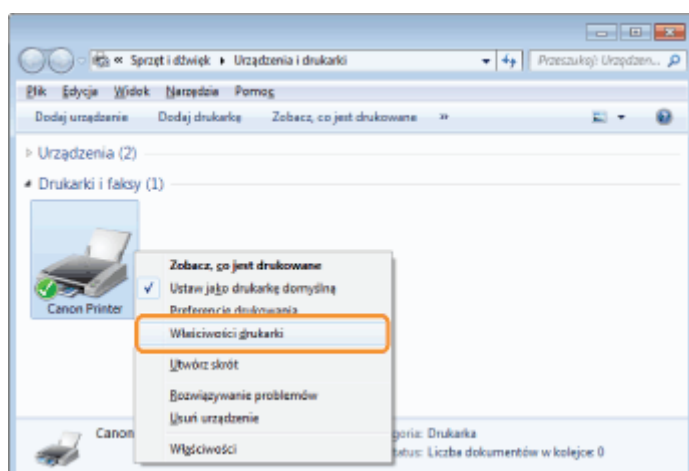 « Sprzęt i dźwięk ▸ Urządzenia i drukarki
Przeszukaj: Urządzen...
Plik Edycja Widok Narzędzia Pomoc
Dodaj urządzenie Dodaj drukarkę Zobacz, co jest drukowane »
Urządzenia (2)
Drukarki i faksy (1)
Canon Printer
Zobacz, co jest drukowane
Ustaw jako drukarkę domyślną
Preferencje drukowania
Właściwości drukarki
Utwórz skrót
Rozwiązywanie problemów
Usuń urządzenie
Właściwości
Canon
goria: Drukarka
tatus: Liczba dokumentów w kolejce: 0